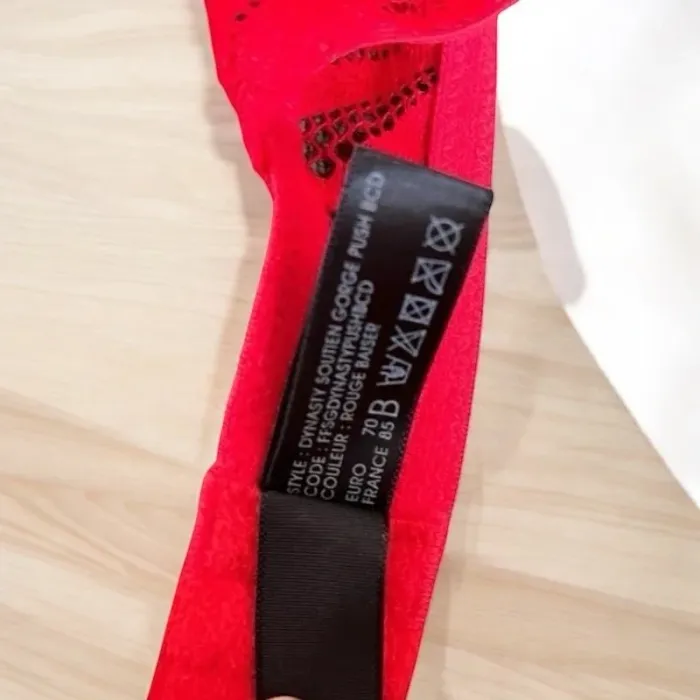 STYLE : DYNASTY SOUTIEN GORGE PUSH BCD
CODE : FFSGDYNASTYPUSHBCD
COULEUR : ROUGE BAISER
EURO 70
FRANCE 85 B